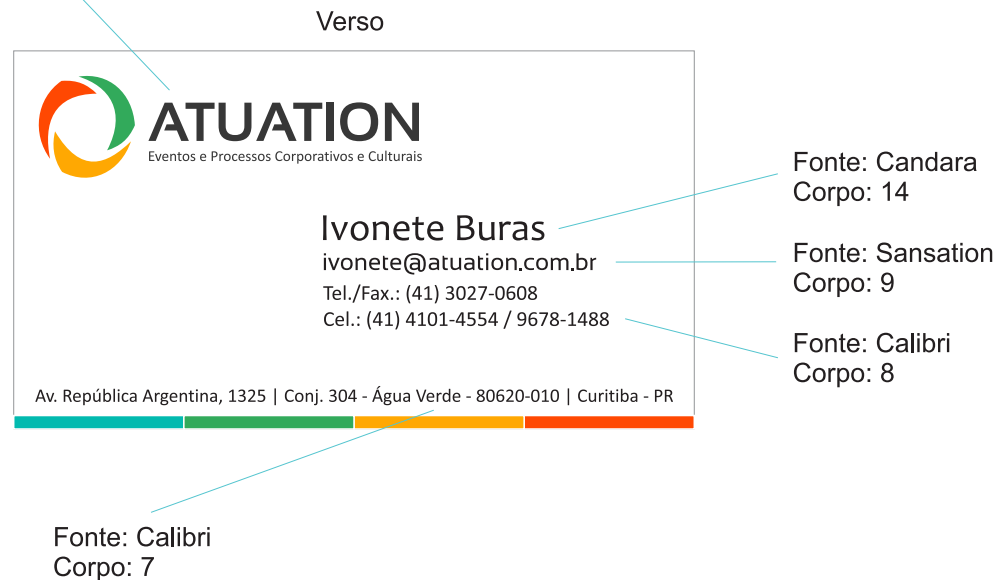 Verso
ATUATION
Eventos e Processos Corporativos e Culturais
Ivonete Buras
ivonete@atuation.com.br
Tel./Fax.: (41) 3027-0608
Cel.: (41) 4101-4554 / 9678-1488
Av. República Argentina, 1325 | Conj. 304 - Água Verde - 80620-010 | Curitiba - PR
Fonte: Candara
Corpo: 14
Fonte: Sansation
Corpo: 9
Fonte: Calibri
Corpo: 8
Fonte: Calibri
Corpo: 7